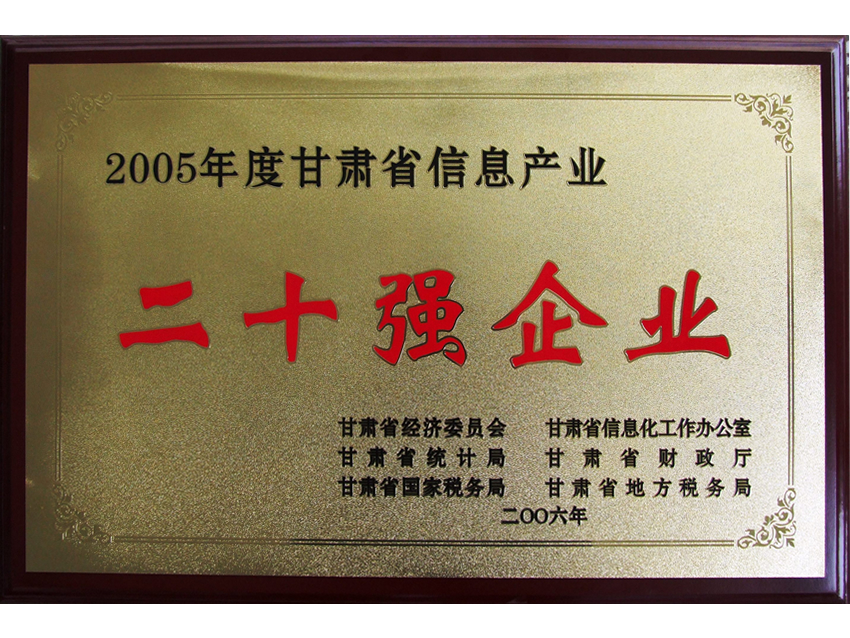 2005年度甘肃省信息产业
二十强企业
甘肃省经济委员会 甘肃省信息化工作办公室
甘肃省统计局 甘肃省财政厅
甘肃省国家税务局 甘肃省地方税务局
二〇〇六年